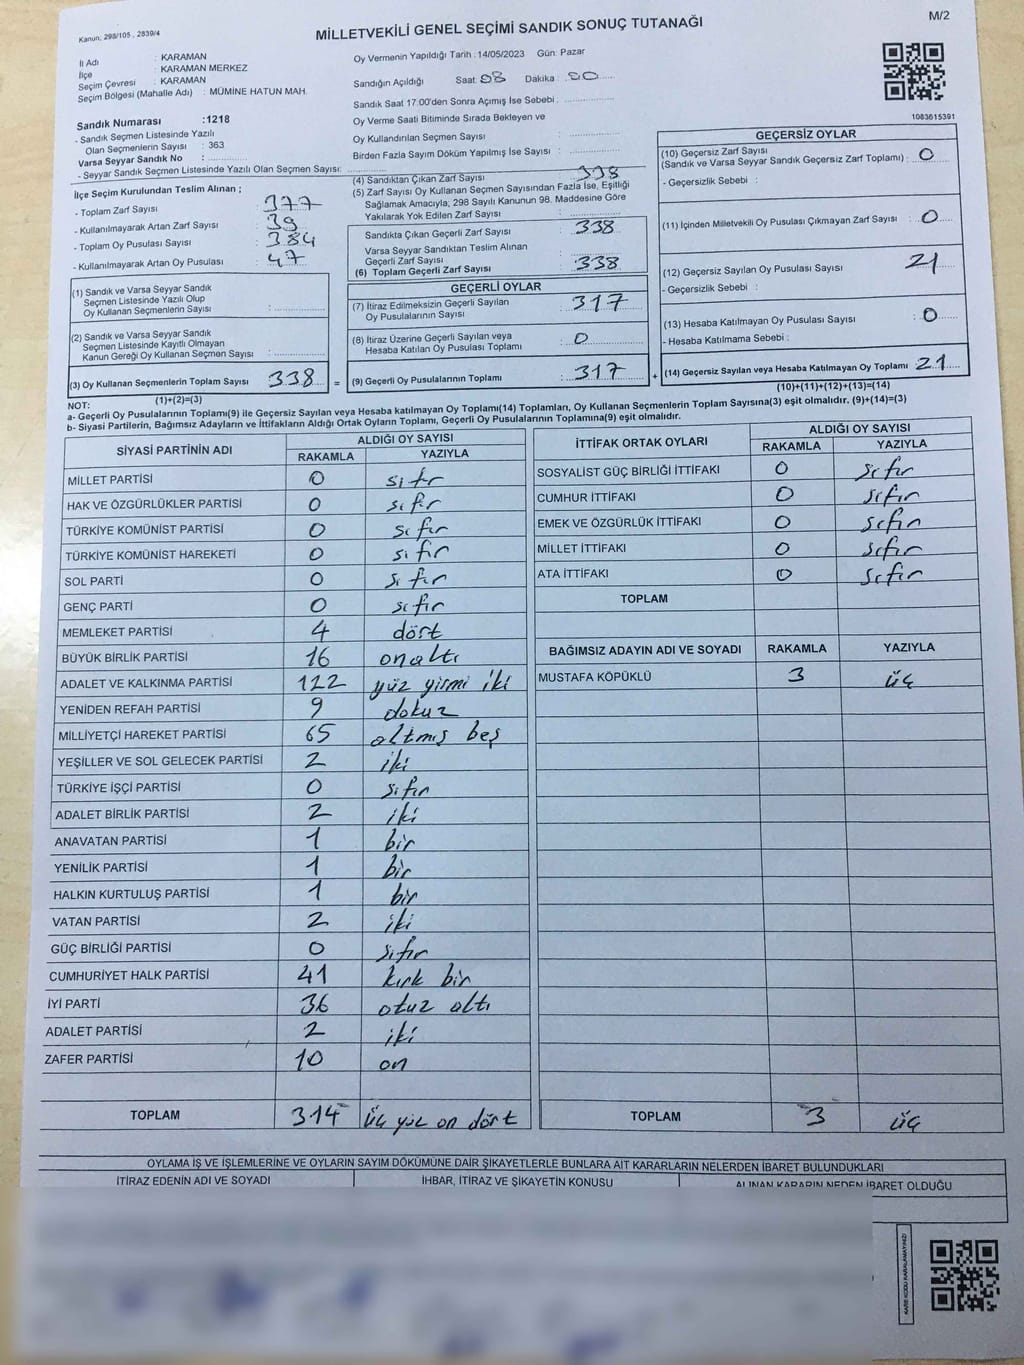 Kanun: 298/105 , 2839/4
MİLLETVEKİLİ GENEL SEÇİMİ SANDIK SONUÇ TUTANAĞI
M/2
İl Adı : KARAMAN
İlçe : KARAMAN MERKEZ
Seçim Çevresi : KARAMAN
Seçim Bölgesi (Mahalle Adı) : MÜMİNE HATUN MAH.
Sandık Numarası :1218
- Sandık Seçmen Listesinde Yazılı
Olan Seçmenlerin Sayısı : 363
Varsa Seyyar Sandık No :
- Seyyar Sandık Seçmen Listesinde Yazılı Olan Seçmen Sayısı:
Oy Vermenin Yapıldığı Tarih : 14/05/2023 Gün: Pazar
Sandığın Açıldığı Saat: 08 Dakika : 00
Sandık Saat 17:00'den Sonra Açımış İse Sebebi :
Oy Verme Saati Bitiminde Sırada Bekleyen ve
Oy Kullandırılan Seçmen Sayısı :
Birden Fazla Sayım Döküm Yapılmış İse Sayısı :
1083615391
İlçe Seçim Kurulundan Teslim Alınan ;
- Toplam Zarf Sayısı : 377
- Kullanılmayarak Artan Zarf Sayısı : 39
- Toplam Oy Pusulası Sayısı : 384
- Kullanılmayarak Artan Oy Pusulası : 47
(1) Sandık ve Varsa Seyyar Sandık
Seçmen Listesinde Yazılı Olup
Oy Kullanan Seçmenlerin Sayısı :
(2) Sandık ve Varsa Seyyar Sandık
Seçmen Listesinde Kayıtlı Olmayan
Kanun Gereği Oy Kullanan Seçmen Sayısı :
(3) Oy Kullanan Seçmenlerin Toplam Sayısı 338 =
(1)+(2)=(3)
(4) Sandıktan Çıkan Zarf Sayısı : 338
(5) Zarf Sayısı Oy Kullanan Seçmen Sayısından Fazla İse, Eşitliği
Sağlamak Amacıyla, 298 Sayılı Kanunun 98. Maddesine Göre
Yakılarak Yok Edilen Zarf Sayısı :
Sandıkta Çıkan Geçerli Zarf Sayısı : 338
Varsa Seyyar Sandıktan Teslim Alınan
Geçerli Zarf Sayısı
(6) Toplam Geçerli Zarf Sayısı : 338
GEÇERLİ OYLAR
(7) İtiraz Edilmeksizin Geçerli Sayılan
Oy Pusulalarının Sayısı : 317
(8) İtiraz Üzerine Geçerli Sayılan veya
Hesaba Katılan Oy Pusulası Toplamı : 0
(9) Geçerli Oy Pusulalarının Toplamı : 317 +
GEÇERSİZ OYLAR
(10) Geçersiz Zarf Sayısı
(Sandık ve Varsa Seyyar Sandık Geçersiz Zarf Toplamı) : 0
- Geçersizlik Sebebi :
(11) İçinden Milletvekili Oy Pusulası Çıkmayan Zarf Sayısı : 0
(12) Geçersiz Sayılan Oy Pusulası Sayısı : 21
- Geçersizlik Sebebi :
(13) Hesaba Katılmayan Oy Pusulası Sayısı : 0
- Hesaba Katılmama Sebebi :
(14) Geçersiz Sayılan veya Hesaba Katılmayan Oy Toplamı : 21
(10)+(11)+(12)+(13)=(14)
NOT:
a- Geçerli Oy Pusulalarının Toplamı(9) ile Geçersiz Sayılan veya Hesaba katılmayan Oy Toplamı(14) Toplamları, Oy Kullanan Seçmenlerin Toplam Sayısına(3) eşit olmalıdır. (9)+(14)=(3)
b- Siyasi Partilerin, Bağımsız Adayların ve İttifakların Aldığı Ortak Oyların Toplamı, Geçerli Oy Pusulalarının Toplamına(9) eşit olmalıdır.
SİYASİ PARTİNİN ADI ALDIĞI OY SAYISI
RAKAMLA YAZIYLA
MİLLET PARTİSİ 0 sıfır
HAK VE ÖZGÜRLÜKLER PARTİSİ 0 sıfır
TÜRKİYE KOMÜNİST PARTİSİ 0 sıfır
TÜRKİYE KOMÜNİST HAREKETİ 0 sıfır
SOL PARTİ 0 sıfır
GENÇ PARTİ 0 sıfır
MEMLEKET PARTİSİ 4 dört
BÜYÜK BİRLİK PARTİSİ 16 onaltı
ADALET VE KALKINMA PARTİSİ 122 yüz yirmi iki
YENİDEN REFAH PARTİSİ 9 dokuz
MİLLİYETÇİ HAREKET PARTİSİ 65 altmış beş
YEŞİLLER VE SOL GELECEK PARTİSİ 2 iki
TÜRKİYE İŞÇİ PARTİSİ 0 sıfır
ADALET BİRLİK PARTİSİ 2 iki
ANAVATAN PARTİSİ 1 bir
YENİLİK PARTİSİ 1 bir
HALKIN KURTULUŞ PARTİSİ 1 bir
VATAN PARTİSİ 2 iki
GÜÇ BİRLİĞİ PARTİSİ 0 sıfır
CUMHURİYET HALK PARTİSİ 41 kırk bir
İYİ PARTİ 36 otuz altı
ADALET PARTİSİ 2 iki
ZAFER PARTİSİ 10 on
TOPLAM 314 üç yüz on dört
İTTİFAK ORTAK OYLARI ALDIĞI OY SAYISI
RAKAMLA YAZIYLA
SOSYALİST GÜÇ BİRLİĞİ İTTİFAKI 0 sıfır
CUMHUR İTTİFAKI 0 sıfır
EMEK VE ÖZGÜRLÜK İTTİFAKI 0 sıfır
MİLLET İTTİFAKI 0 sıfır
ATA İTTİFAKI 0 sıfır
TOPLAM
BAĞIMSIZ ADAYIN ADI VE SOYADI RAKAMLA YAZIYLA
MUSTAFA KÖPÜKLÜ 3 üç
TOPLAM 3 üç
OYLAMA İŞ VE İŞLEMLERİNE VE OYLARIN SAYIM DÖKÜMÜNE DAİR ŞİKAYETLERLE BUNLARA AİT KARARLARIN NELERDEN İBARET BULUNDUKLARI
İTİRAZ EDENİN ADI VE SOYADI İHBAR, İTİRAZ VE ŞİKAYETİN KONUSU ALINAN KARARIN NEDEN İBARET OLDUĞU
KARE KODU KARALAMAYINIZ!